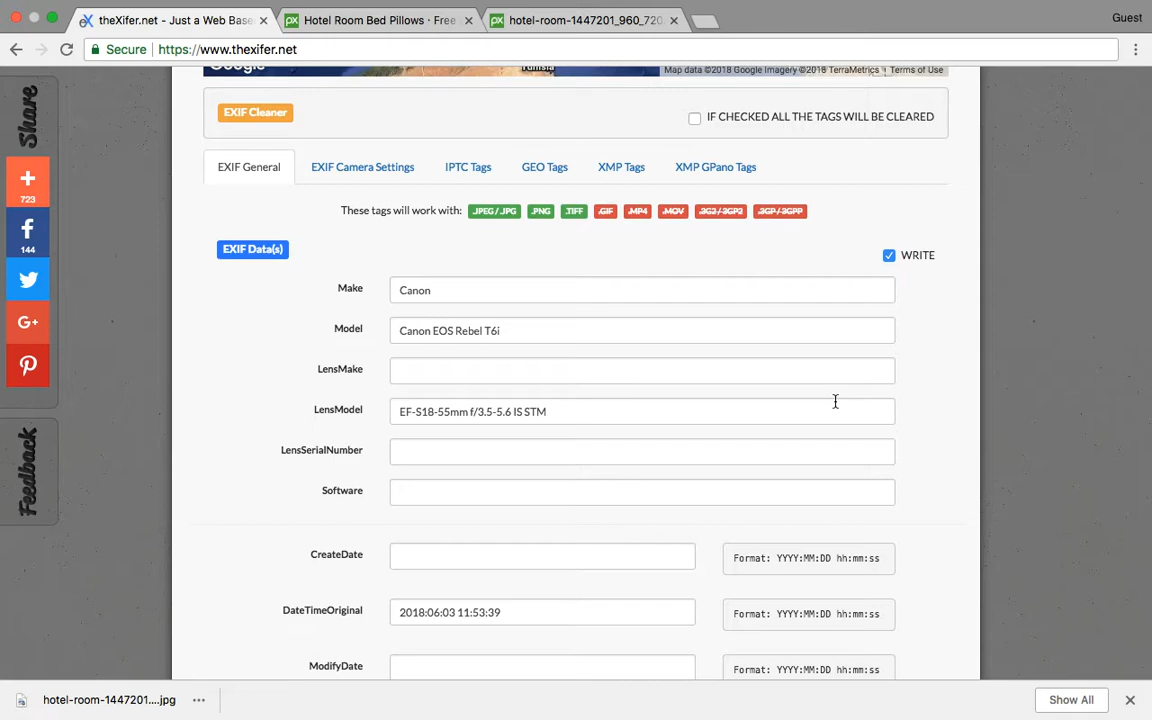 theXifer.net - Just a Web Base
Hotel Room Bed Pillows · Free
hotel-room-1447201_960_720.
Guest
Secure https://www.thexifer.net
Google
Tunisia
Map data ©2018 Google Imagery ©2018 TerraMetrics Terms of Use
Share
EXIF Cleaner
IF CHECKED ALL THE TAGS WILL BE CLEARED
EXIF General
EXIF Camera Settings
IPTC Tags
GEO Tags
XMP Tags
XMP GPano Tags
723
These tags will work with: .JPEG / .JPG .PNG .TIFF .GIF .MP4 .MOV .3G2 / 3GP2 .3GP / 3GPP
144
EXIF Data(s)
WRITE
Make Canon
G+
Model Canon EOS Rebel T6i
LensMake
LensModel EF-S18-55mm f/3.5-5.6 IS STM
LensSerialNumber
Feedback
Software
CreateDate Format: YYYY:MM:DD hh:mm:ss
DateTimeOriginal 2018:06:03 11:53:39 Format: YYYY:MM:DD hh:mm:ss
ModifyDate Format: YYYY:MM:DD hh:mm:ss
hotel-room-1447201....jpg
Show All